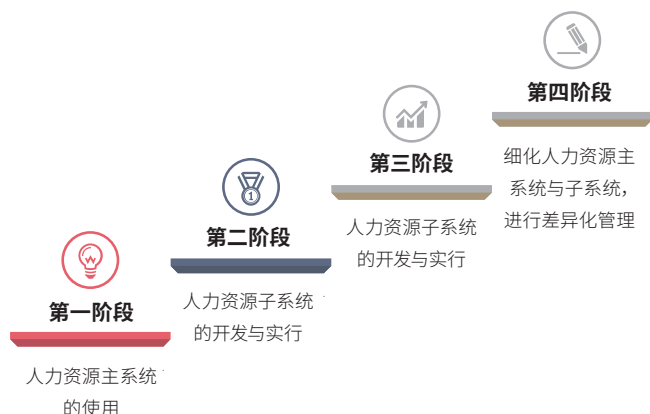 第四阶段
细化人力资源主
系统与子系统，
进行差异化管理
第三阶段
人力资源子系统
的开发与实行
1
第二阶段
人力资源子系统
的开发与实行
第一阶段
人力资源主系统
的使用